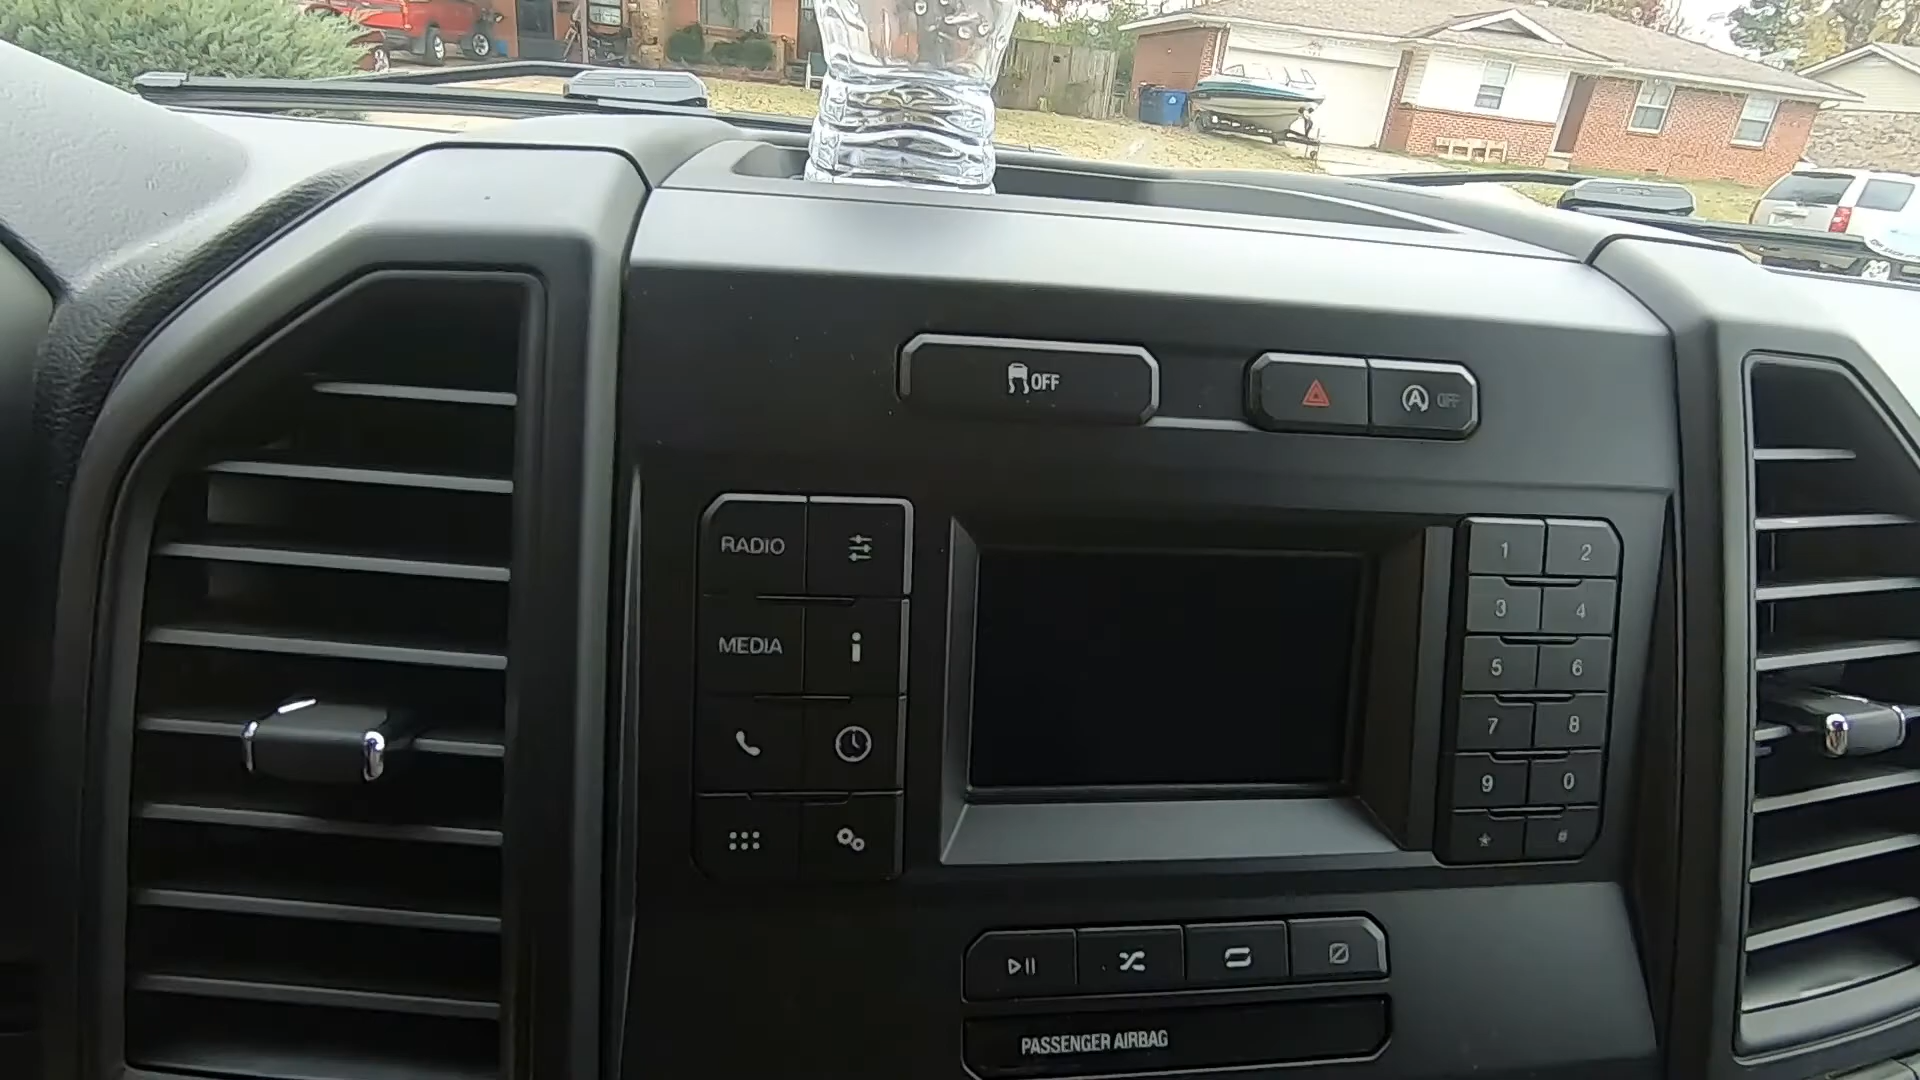 OFF
A OFF
RADIO
MEDIA
i
1 2
3 4
5 6
7 8
9 0
* #
PASSENGER AIRBAG